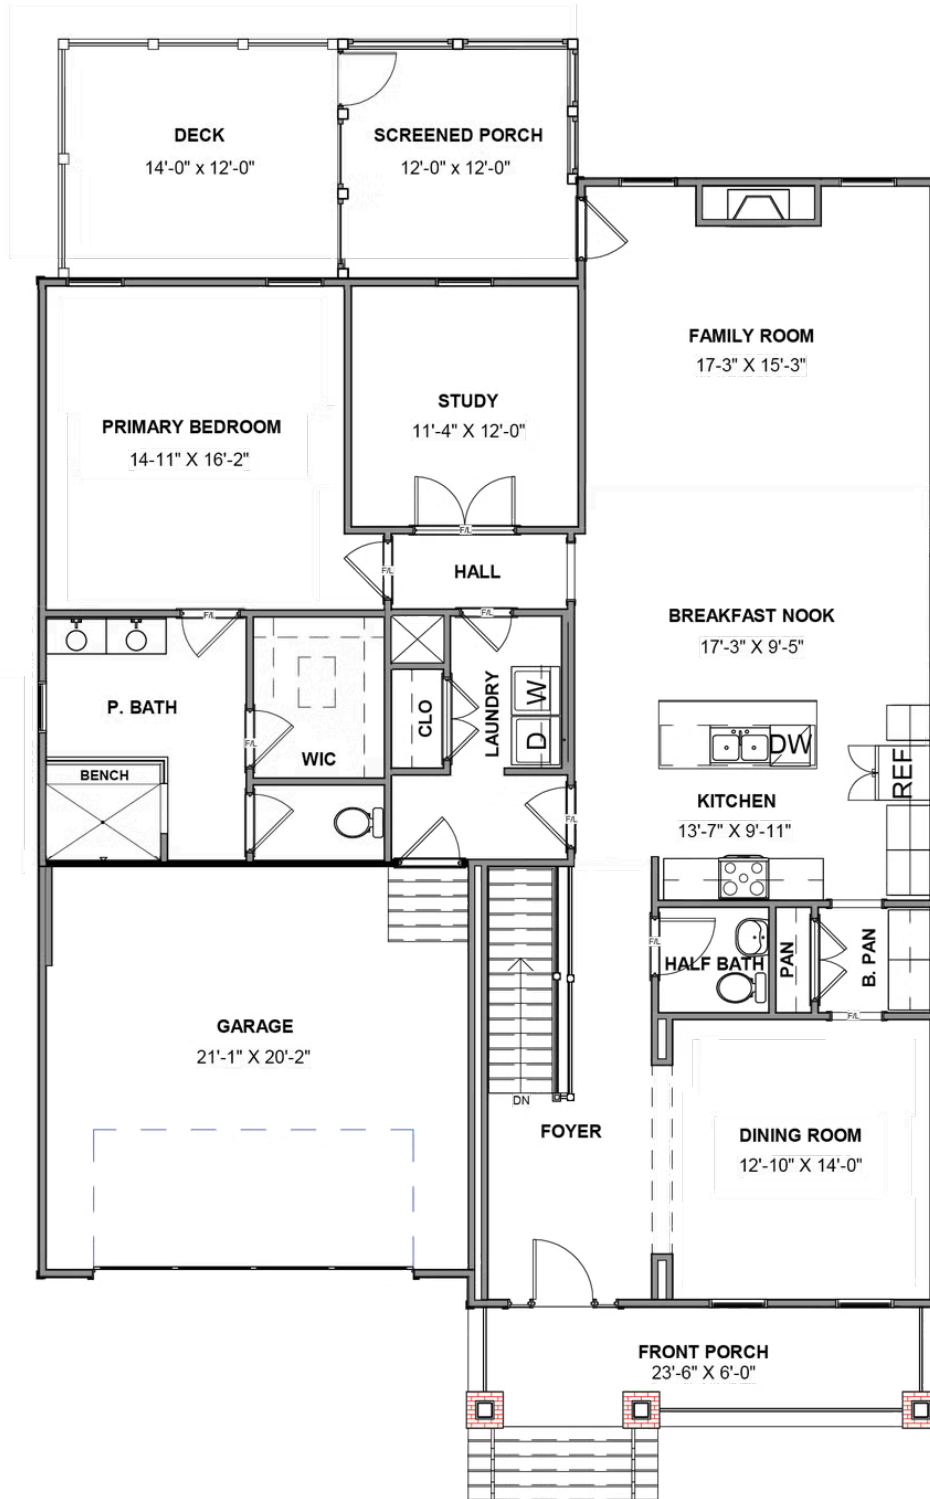 DECK
14'-0" x 12'-0"
SCREENED PORCH
12'-0" x 12'-0"
FAMILY ROOM
17-3" X 15'-3"
STUDY
11'-4" X 12'-0"
PRIMARY BEDROOM
14-11" X 16'-2"
F/L
F/L
HALL
F/L
F/L
BREAKFAST NOOK
17'-3" X 9'-5"
P. BATH
F/L
WIC
CLO
LAUNDRY
W
D
DW
REF
BENCH
KITCHEN
13'-7" X 9'-11"
F/L
F/L
HALF BATH
PAN
B. PAN
F/L
GARAGE
21'-1" X 20'-2"
DN
FOYER
DINING ROOM
12'-10" X 14'-0"
FRONT PORCH
23'-6" X 6'-0"